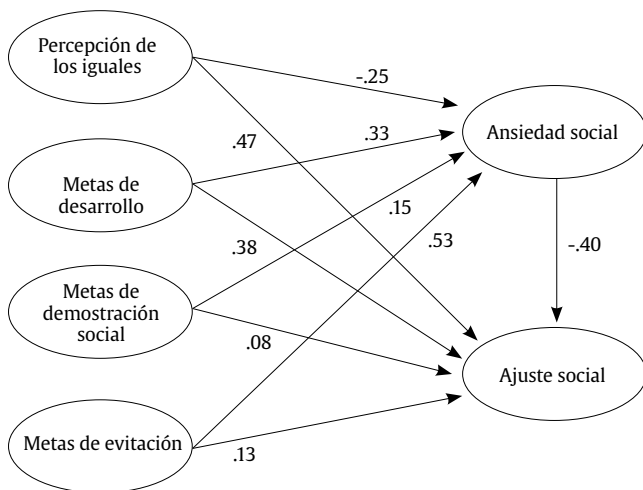 Percepción de
los iguales
-.25
Ansiedad social
.33
.47
Metas de
desarrollo
.15
.53
.38
-.40
Metas de
demostración
social
.08
Ajuste social
Metas de evitación
.13